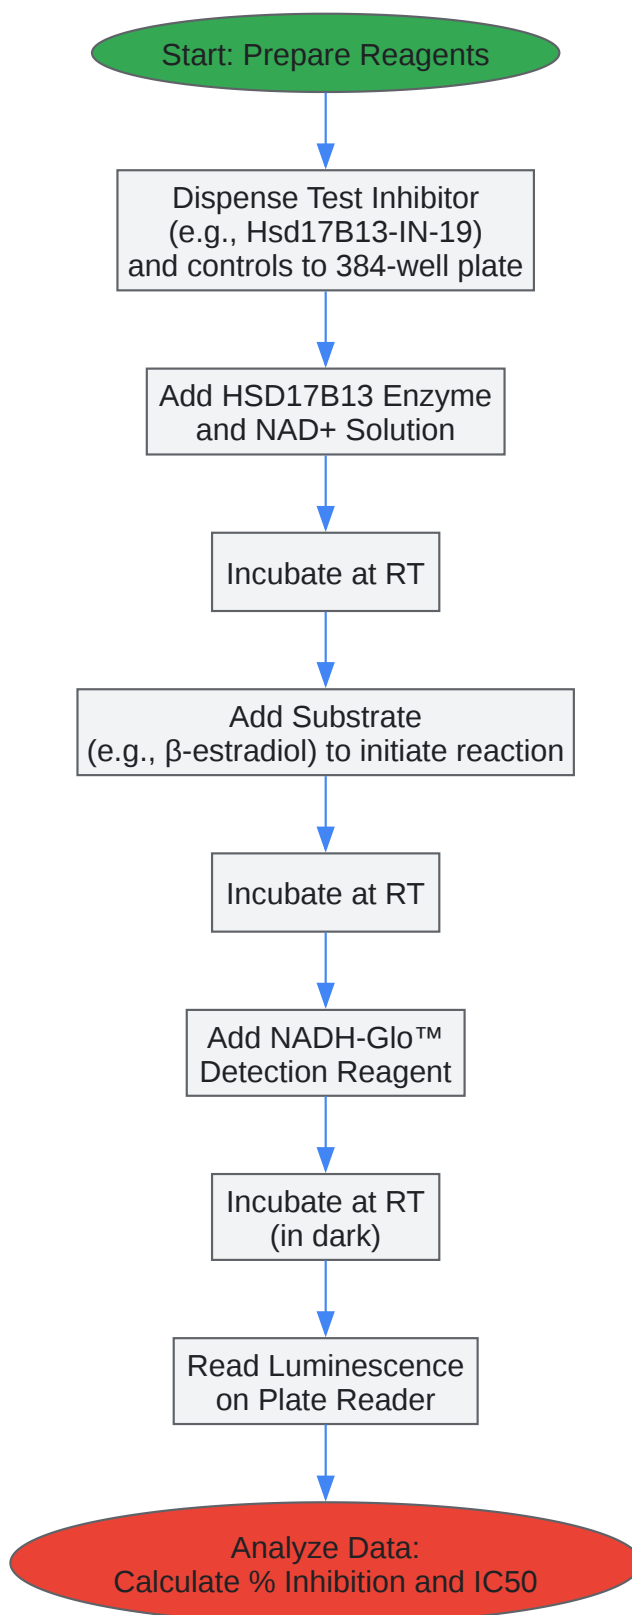 Start: Prepare Reagents
Dispense Test Inhibitor
(e.g., Hsd17B13-IN-19)
and controls to 384-well plate
Add HSD17B13 Enzyme
and NAD+ Solution
Incubate at RT
Add Substrate
(e.g., β-estradiol) to initiate reaction
Incubate at RT
Add NADH-Glo™
Detection Reagent
Incubate at RT
(in dark)
Read Luminescence
on Plate Reader
Analyze Data:
Calculate % Inhibition and IC50